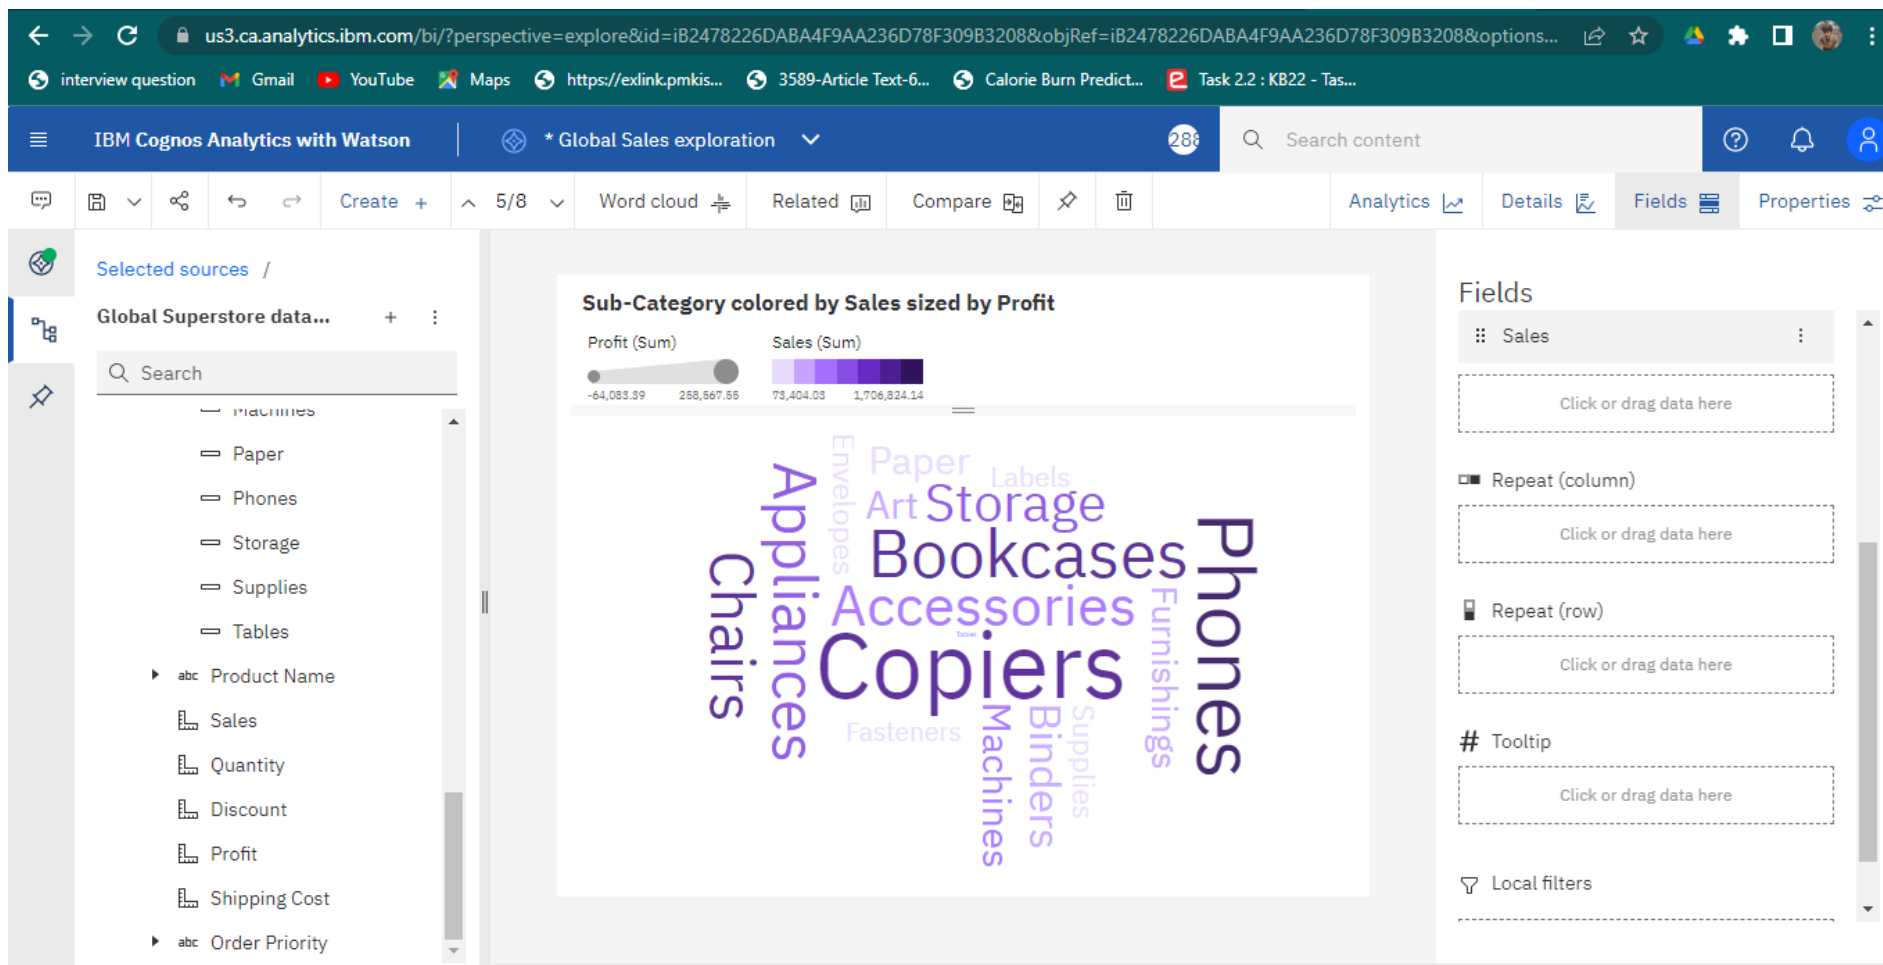 us3.ca.analytics.ibm.com/bi/?perspective=explore&id=iB2478226DABA4F9AA236D78F309B3208&objRef=iB2478226DABA4F9AA236D78F309B3208&options...
interview question Gmail YouTube Maps https://exlink.pmkis... 3589-Article Text-6... Calorie Burn Predict... Task 2.2 : KB22 - Tas...
IBM Cognos Analytics with Watson * Global Sales exploration 288 Search content
Create + 5/8 Word cloud Related Compare Analytics Details Fields Properties
Selected sources /
Global Superstore data...
Search
Machines
Paper
Phones
Storage
Supplies
Tables
abc Product Name
Sales
Quantity
Discount
Profit
Shipping Cost
abc Order Priority
Sub-Category colored by Sales sized by Profit
Profit (Sum) Sales (Sum)
-64,083.39 258,567.55 73,404.03 1,706,824.14
Envelopes
Paper
Labels
Appliances
Art
Storage
Bookcases
Phones
Chairs
Accessories
Furnishings
Tables
Copiers
Fasteners
Machines
Binders
Supplies
Fields
Sales
Click or drag data here
Repeat (column)
Click or drag data here
Repeat (row)
Click or drag data here
# Tooltip
Click or drag data here
Local filters